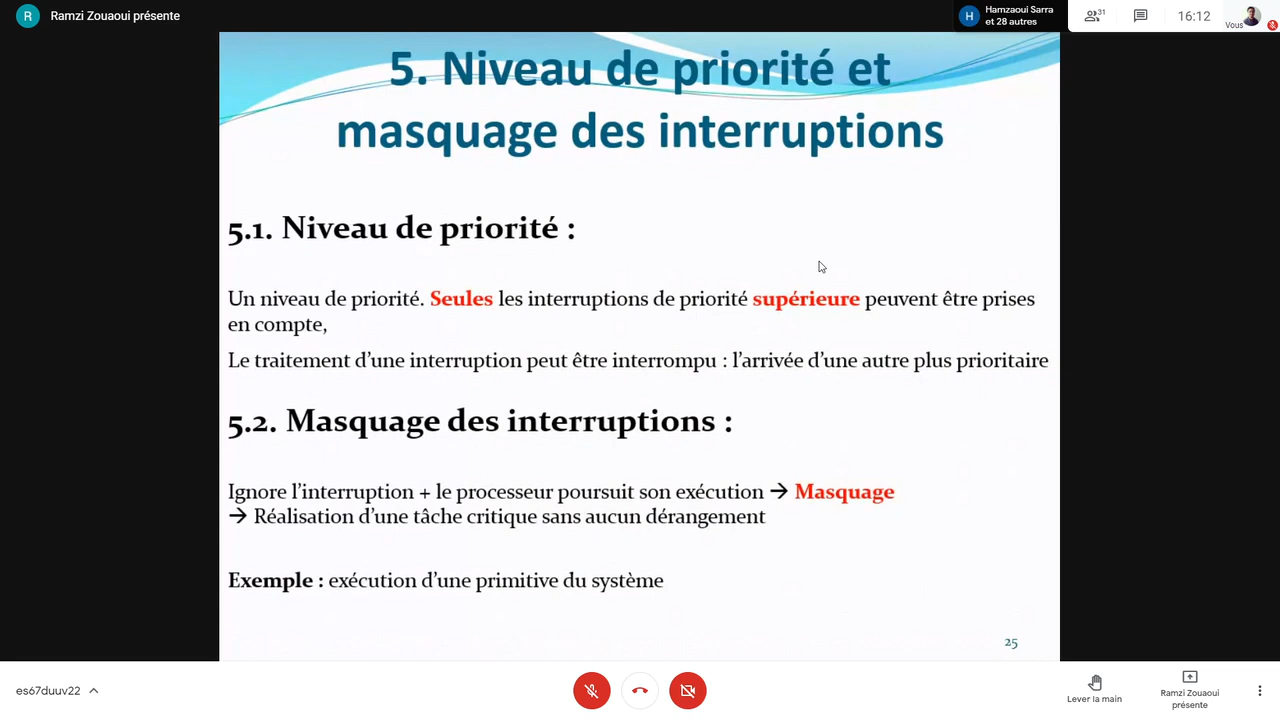 R
Ramzi Zouaoui présente
H
Hamzaoui Sarra
et 28 autres
31
16:12
Vous
5. Niveau de priorité et
masquage des interruptions
5.1. Niveau de priorité :
Un niveau de priorité. Seules les interruptions de priorité supérieure peuvent être prises
en compte,
Le traitement d’une interruption peut être interrompu : l’arrivée d’une autre plus prioritaire
5.2. Masquage des interruptions :
Ignore l’interruption + le processeur poursuit son exécution → Masquage
→ Réalisation d’une tâche critique sans aucun dérangement
Exemple : exécution d’une primitive du système
25
es67duuv22
Lever la main
Ramzi Zouaoui
présente